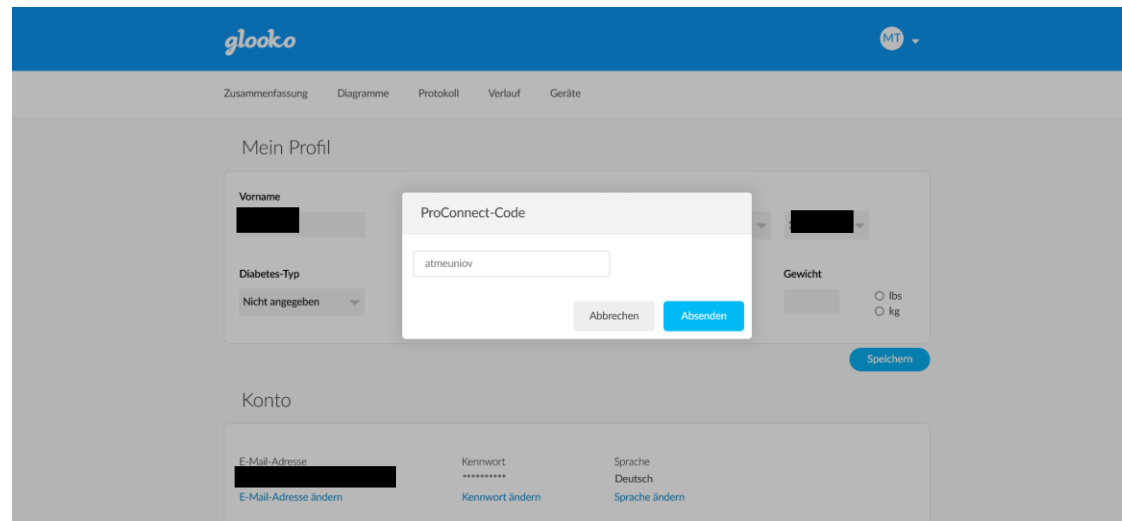 glooko
MT
Zusammenfassung Diagramme Protokoll Verlauf Geräte
Mein Profil
Vorname
ProConnect-Code
atmeuniov
Diabetes-Typ
Gewicht
Nicht angegeben
lbs
kg
Abbrechen Absenden
Speichern
Konto
E-Mail-Adresse Kennwort Sprache
********** Deutsch
E-Mail-Adresse ändern Kennwort ändern Sprache ändern